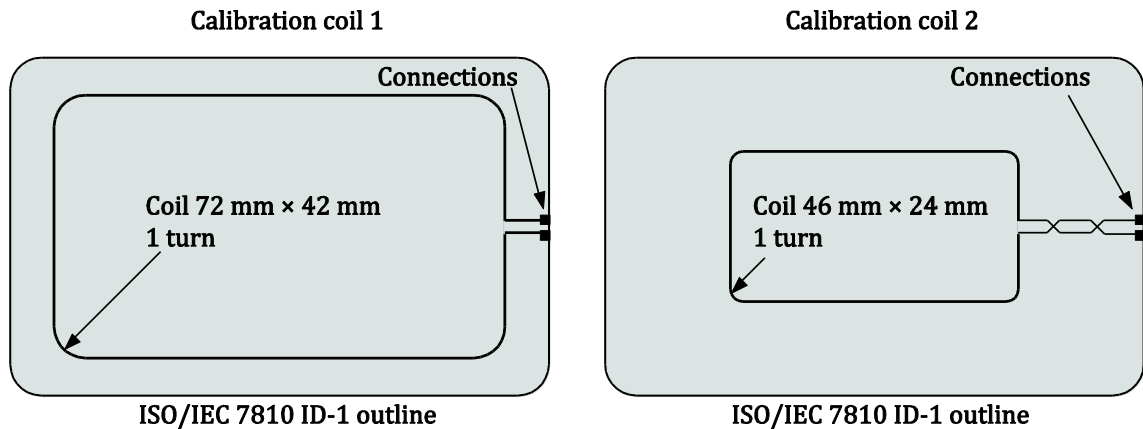 Calibration coil 1
Connections
Coil 72 mm × 42 mm
1 turn
ISO/IEC 7810 ID-1 outline
Calibration coil 2
Connections
Coil 46 mm × 24 mm
1 turn
ISO/IEC 7810 ID-1 outline